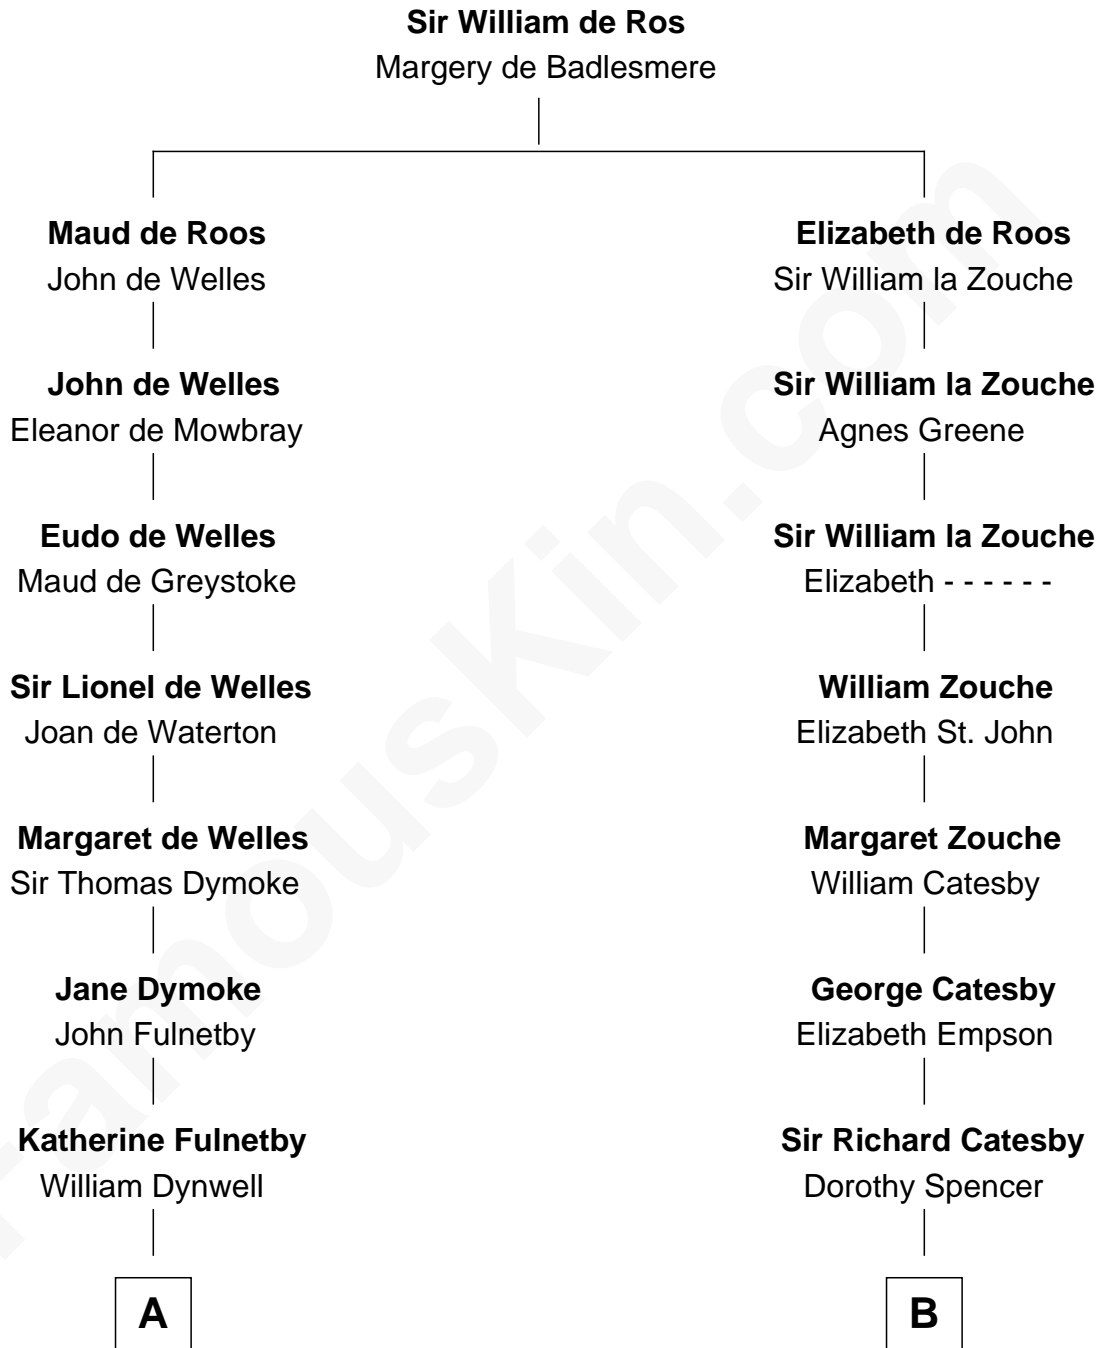 Sir William de Ros
Margery de Badlesmere
Maud de Roos
John de Welles
Elizabeth de Roos
Sir William la Zouche
John de Welles
Eleanor de Mowbray
Sir William la Zouche
Agnes Greene
Eudo de Welles
Maud de Greystoke
Sir William la Zouche
Elizabeth - - - - - -
Sir Lionel de Welles
Joan de Waterton
William Zouche
Elizabeth St. John
Margaret de Welles
Sir Thomas Dymoke
Margaret Zouche
William Catesby
Jane Dymoke
John Fulnetby
George Catesby
Elizabeth Empson
Katherine Fulnetby
William Dynwell
Sir Richard Catesby
Dorothy Spencer
A
B
FamousKin.com